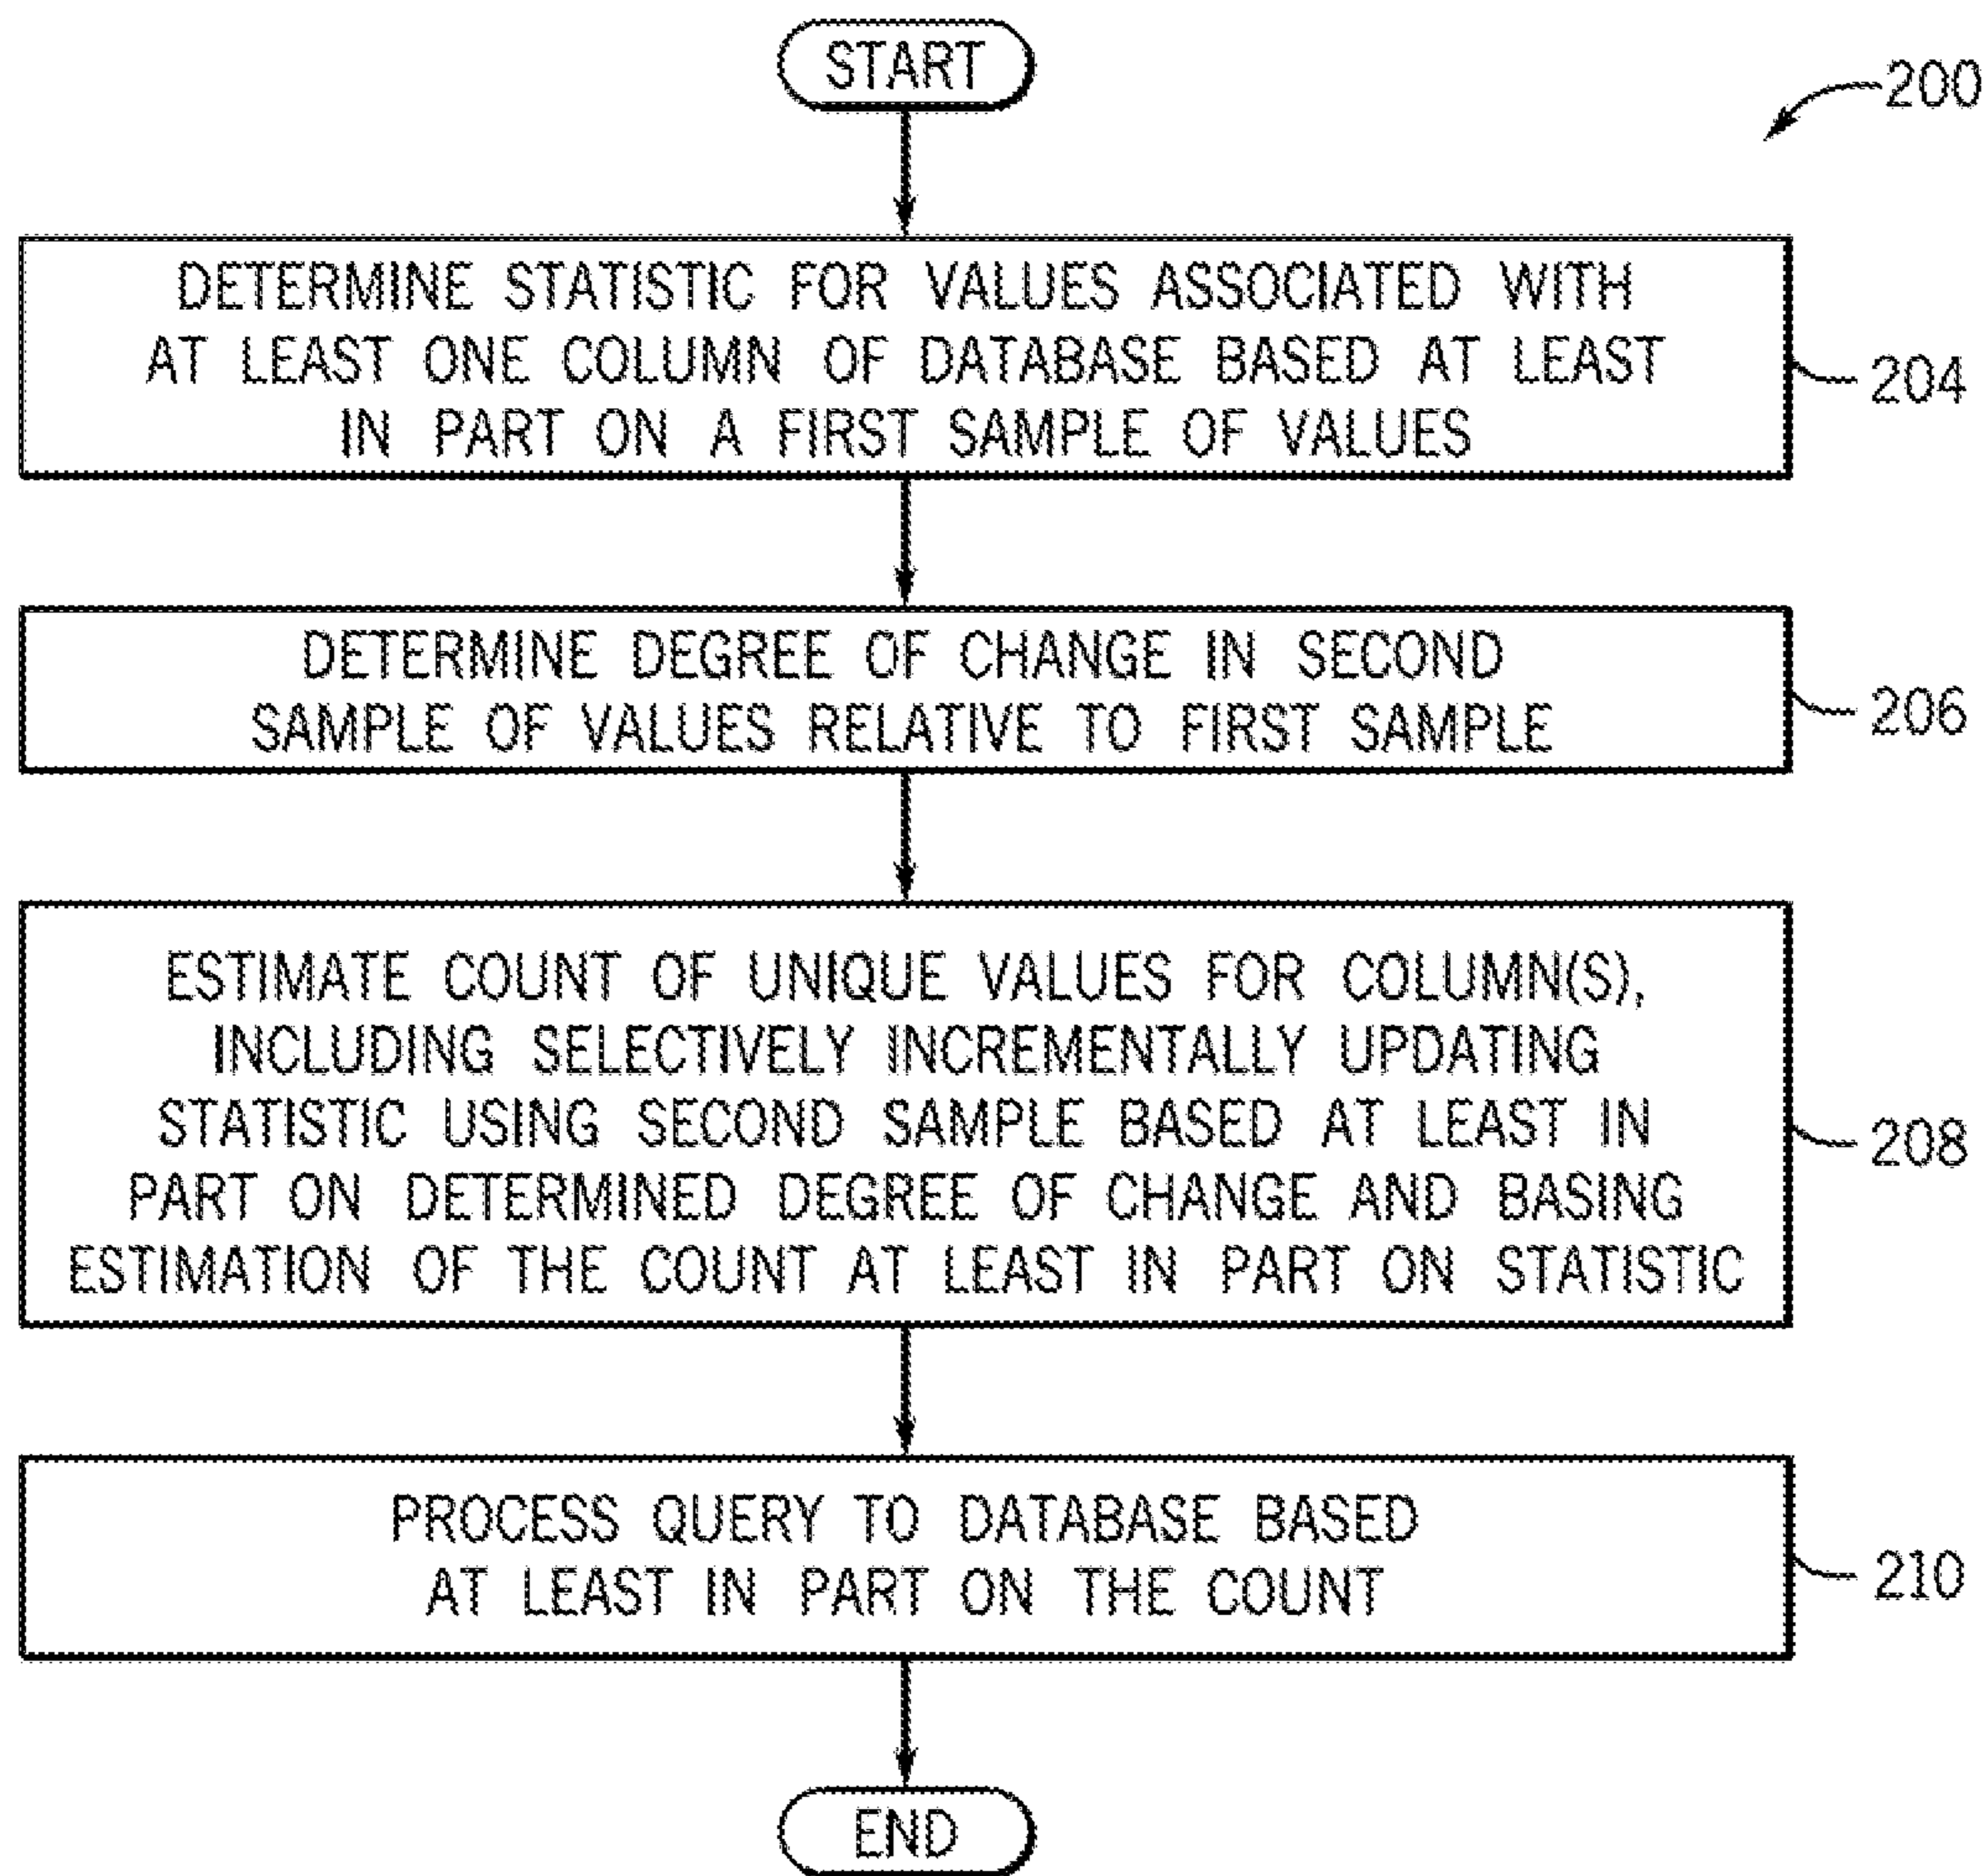 START
200
DETERMINE STATISTIC FOR VALUES ASSOCIATED WITH
AT LEAST ONE COLUMN OF DATABASE BASED AT LEAST
IN PART ON A FIRST SAMPLE OF VALUES
204
DETERMINE DEGREE OF CHANGE IN SECOND
SAMPLE OF VALUES RELATIVE TO FIRST SAMPLE
206
ESTIMATE COUNT OF UNIQUE VALUES FOR COLUMN(S),
INCLUDING SELECTIVELY INCREMENTALLY UPDATING
STATISTIC USING SECOND SAMPLE BASED AT LEAST IN
PART ON DETERMINED DEGREE OF CHANGE AND BASING
ESTIMATION OF THE COUNT AT LEAST IN PART ON STATISTIC
208
PROCESS QUERY TO DATABASE BASED
AT LEAST IN PART ON THE COUNT
210
END